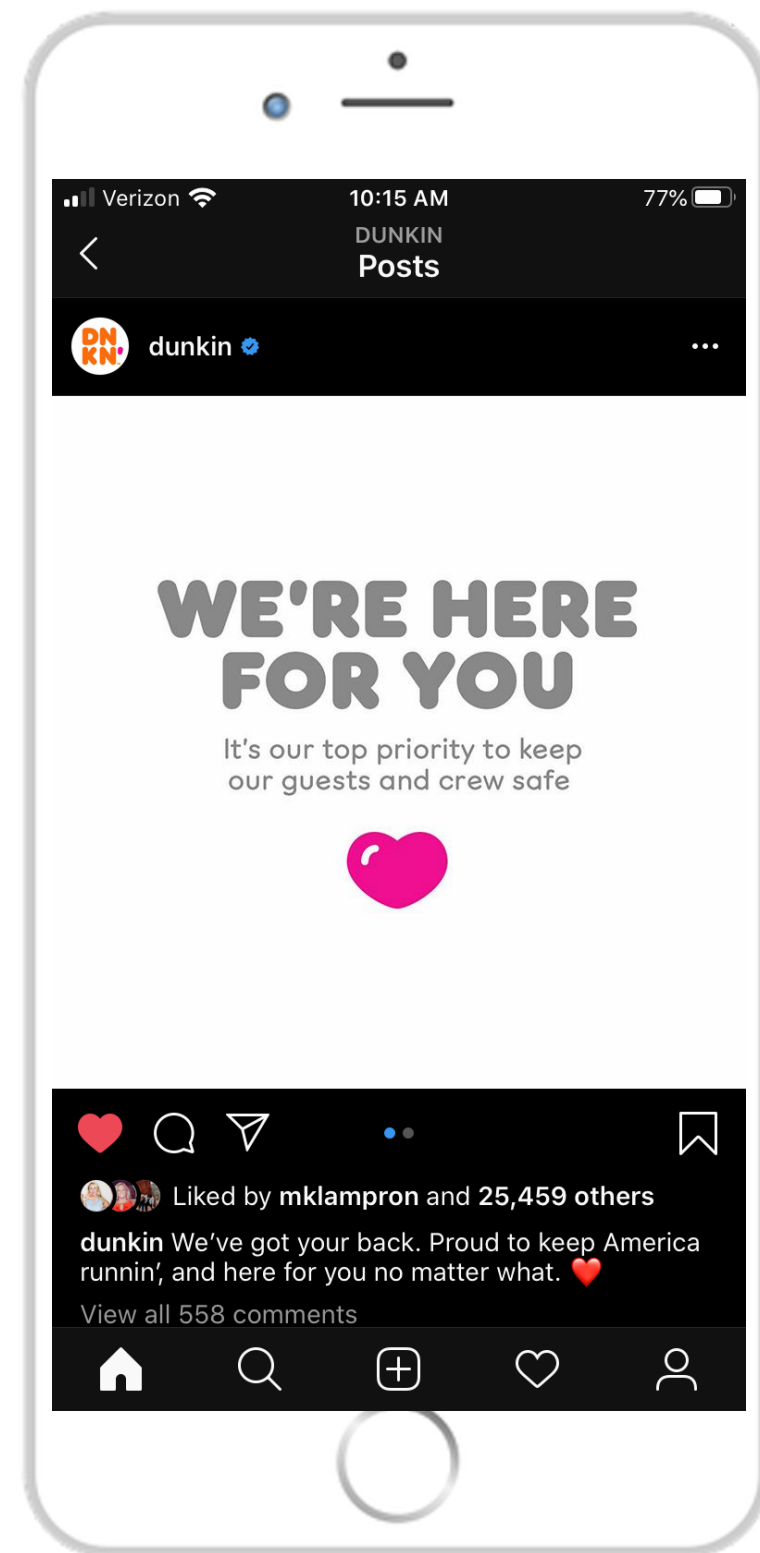 Verizon 10:15 AM 77%
DUNKIN
Posts
DN
KN'
dunkin
WE'RE HERE
FOR YOU
It's our top priority to keep
our guests and crew safe
Liked by mklampron and 25,459 others
dunkin We’ve got your back. Proud to keep America
runnin’, and here for you no matter what. ❤️
View all 558 comments